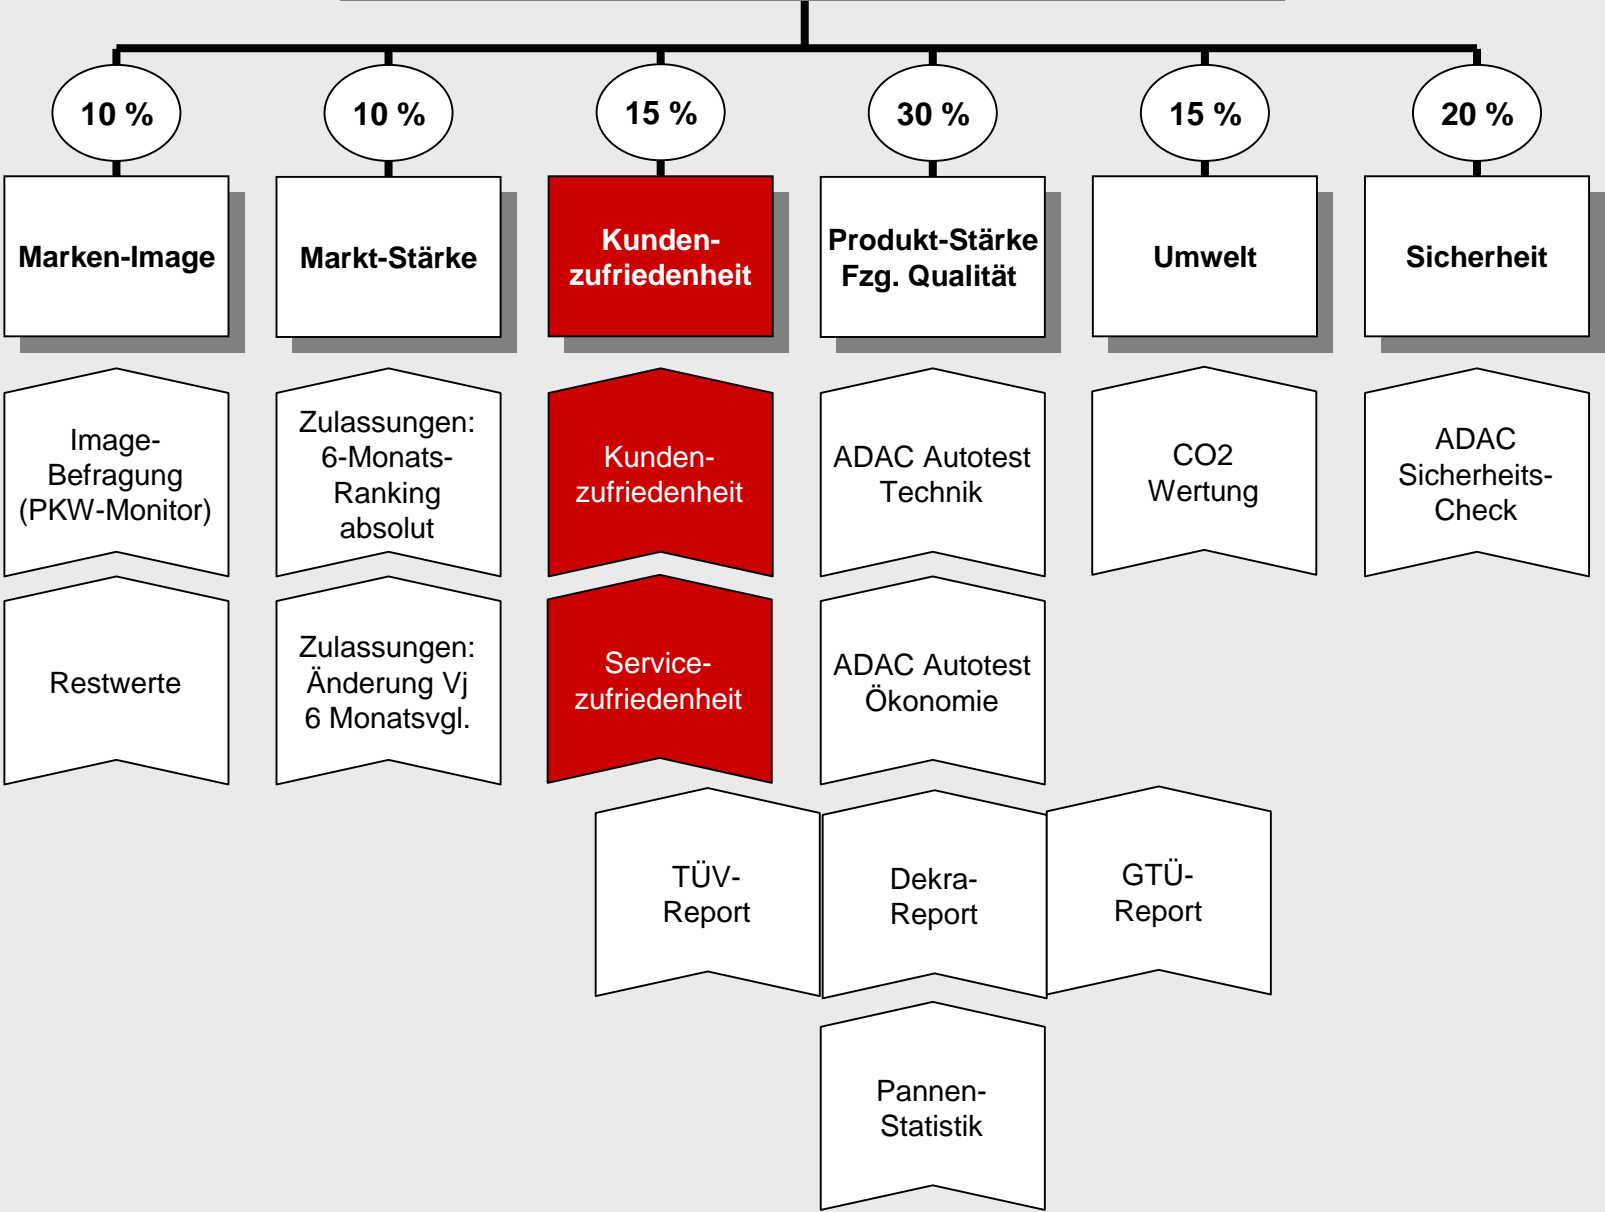 10 %
10 %
15 %
30 %
15 %
20 %
Marken-Image
Markt-Stärke
Kunden-
zufriedenheit
Produkt-Stärke
Fzg. Qualität
Umwelt
Sicherheit
Image-
Befragung
(PKW-Monitor)
Zulassungen:
6-Monats-
Ranking
absolut
Kunden-
zufriedenheit
ADAC Autotest
Technik
CO2
Wertung
ADAC
Sicherheits-
Check
Restwerte
Zulassungen:
Änderung Vj
6 Monatsvgl.
Service-
zufriedenheit
ADAC Autotest
Ökonomie
TÜV-
Report
Dekra-
Report
GTÜ-
Report
Pannen-
Statistik